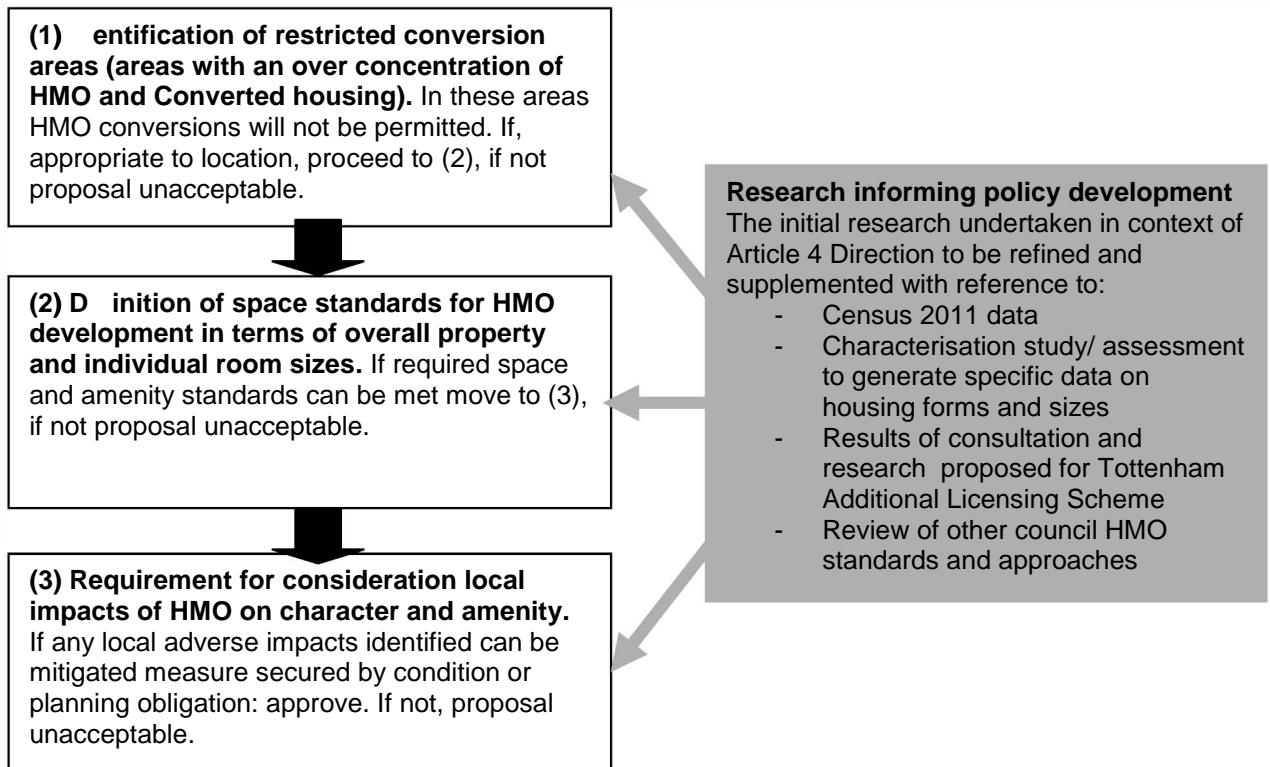 (1) entification of restricted conversion
areas (areas with an over concentration of
HMO and Converted housing). In these areas
HMO conversions will not be permitted. If,
appropriate to location, proceed to (2), if not
proposal unacceptable.
(2) D inition of space standards for HMO
development in terms of overall property
and individual room sizes. If required space
and amenity standards can be met move to (3),
if not proposal unacceptable.
(3) Requirement for consideration local
impacts of HMO on character and amenity.
If any local adverse impacts identified can be
mitigated measure secured by condition or
planning obligation: approve. If not, proposal
unacceptable.
Research informing policy development
The initial research undertaken in context of
Article 4 Direction to be refined and
supplemented with reference to:
- Census 2011 data
- Characterisation study/ assessment
to generate specific data on
housing forms and sizes
- Results of consultation and
research proposed for Tottenham
Additional Licensing Scheme
- Review of other council HMO
standards and approaches